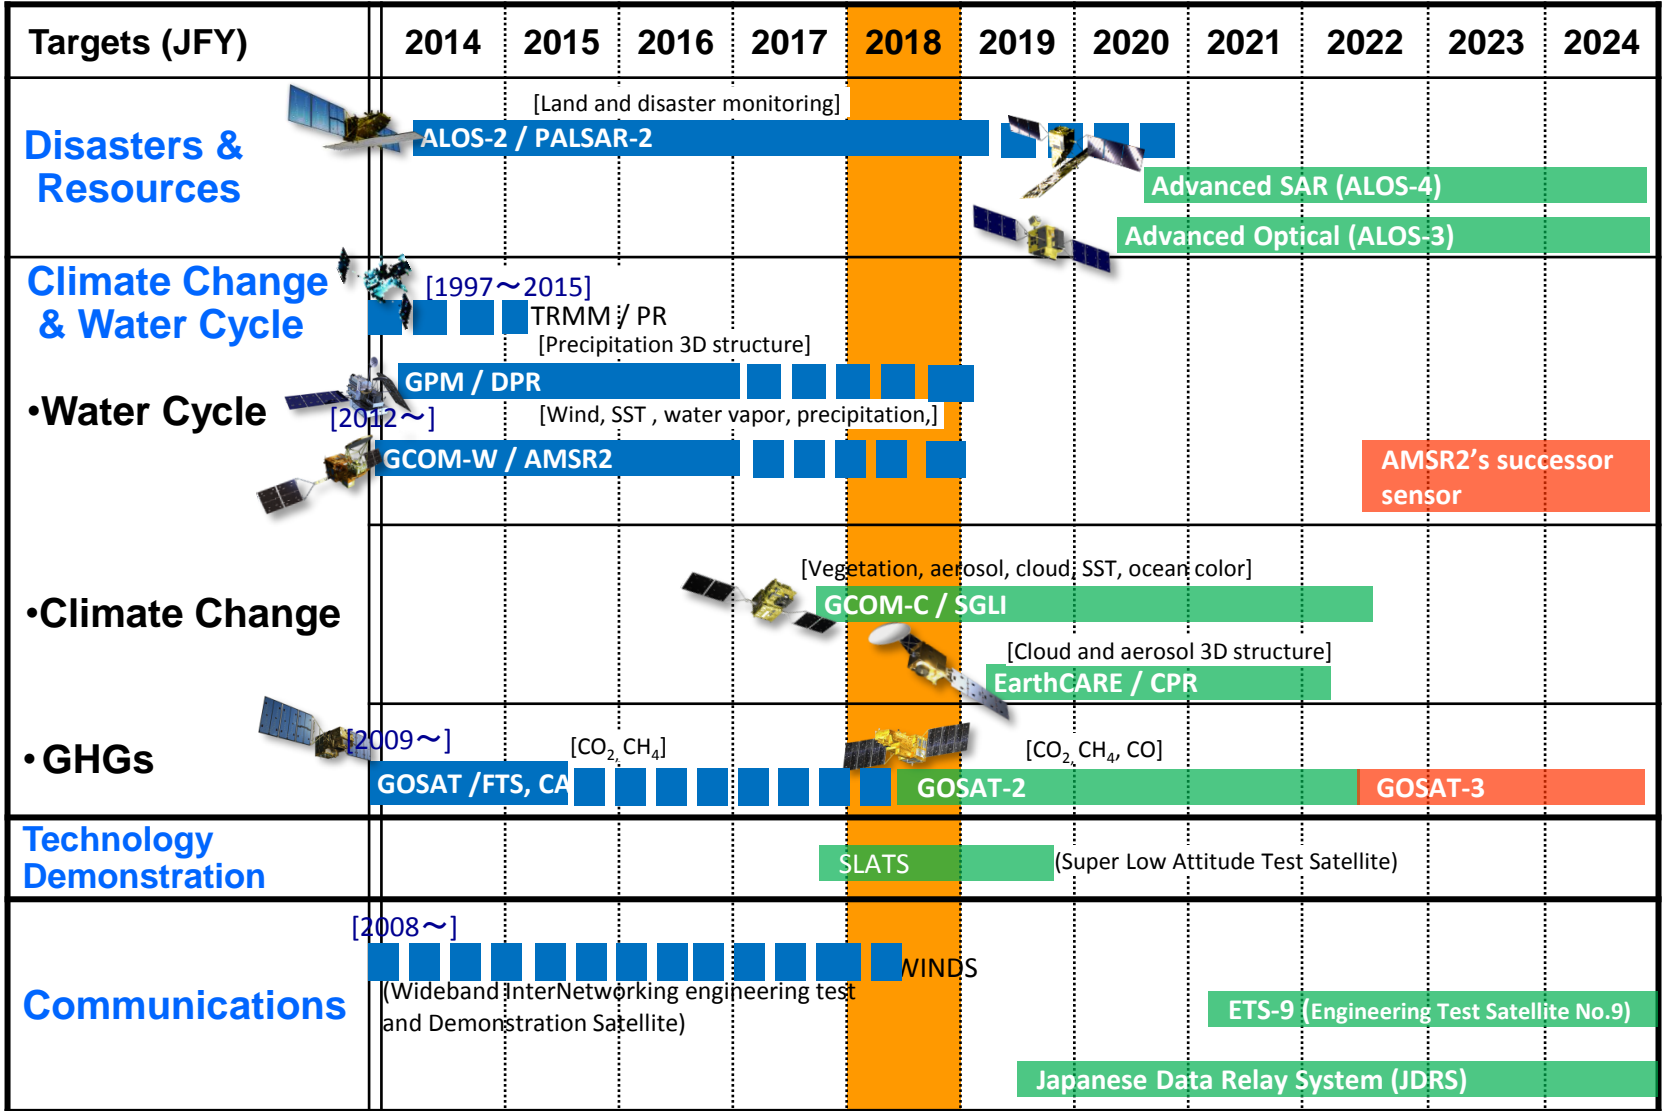 Targets (JFY) 2014 2015 2016 2017 2018 2019 2020 2021 2022 2023 2024
Disasters &
Resources
[Land and disaster monitoring]
ALOS-2 / PALSAR-2
Advanced SAR (ALOS-4)
Advanced Optical (ALOS-3)
Climate Change
& Water Cycle
[1997~2015]
TRMM / PR
[Precipitation 3D structure]
GPM / DPR
•Water Cycle
[2012~]
[Wind, SST , water vapor, precipitation,]
GCOM-W / AMSR2
AMSR2's successor
sensor
[Vegetation, aerosol, cloud, SST, ocean color]
•Climate Change
GCOM-C / SGLI
[Cloud and aerosol 3D structure]
EarthCARE / CPR
• GHGs
[2009~]
[CO2, CH4]
[CO2, CH4, CO]
GOSAT /FTS, CA
GOSAT-2
GOSAT-3
Technology
Demonstration
SLATS
(Super Low Attitude Test Satellite)
[2008~]
WINDS
(Wideband InterNetworking engineering test
and Demonstration Satellite)
Communications
ETS-9 (Engineering Test Satellite No.9)
Japanese Data Relay System (JDRS)